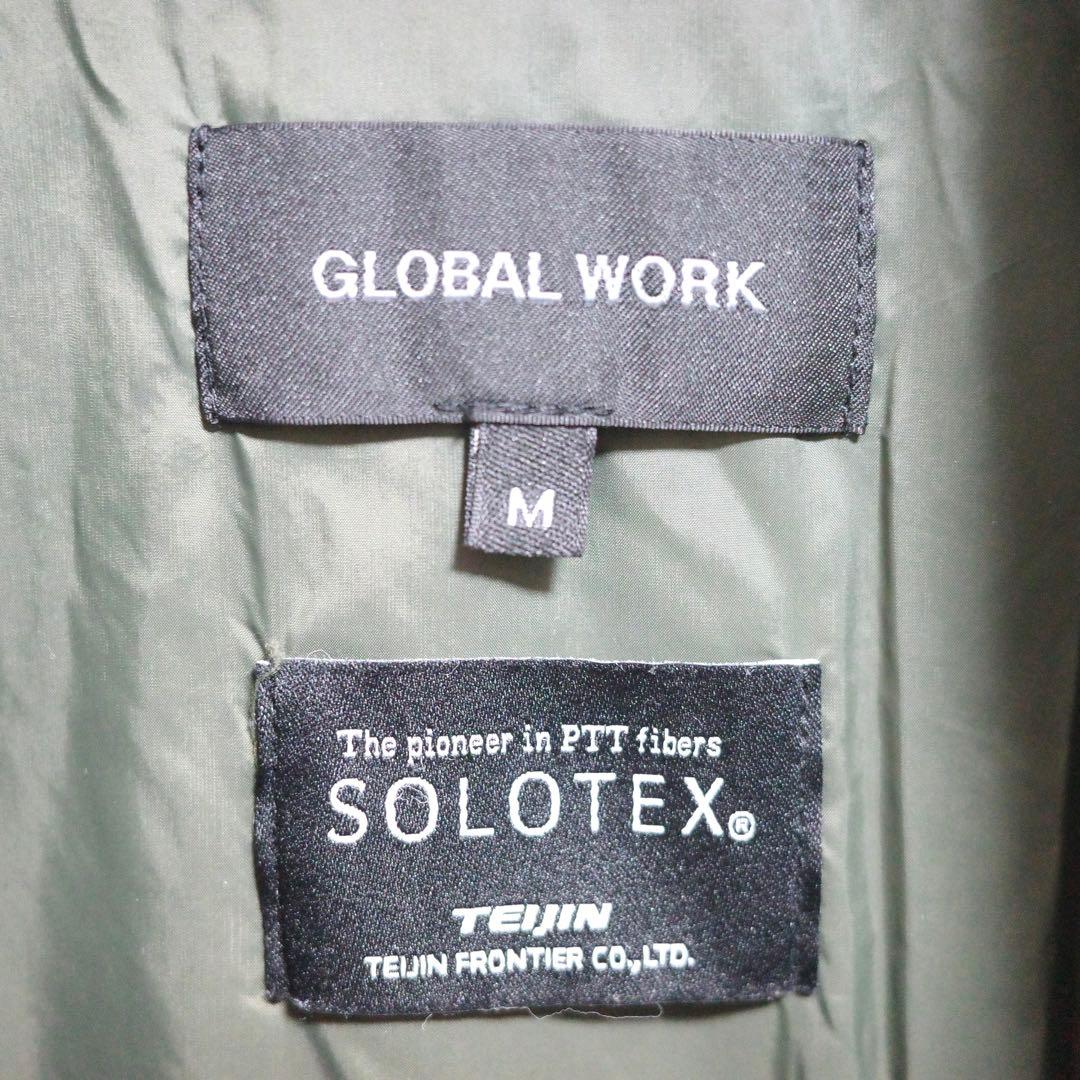 GLOBAL WORK
M
The pioneer in PTT fibers
SOLOTEX®
TEIJIN
TEIJIN FRONTIER CO.,LTD.